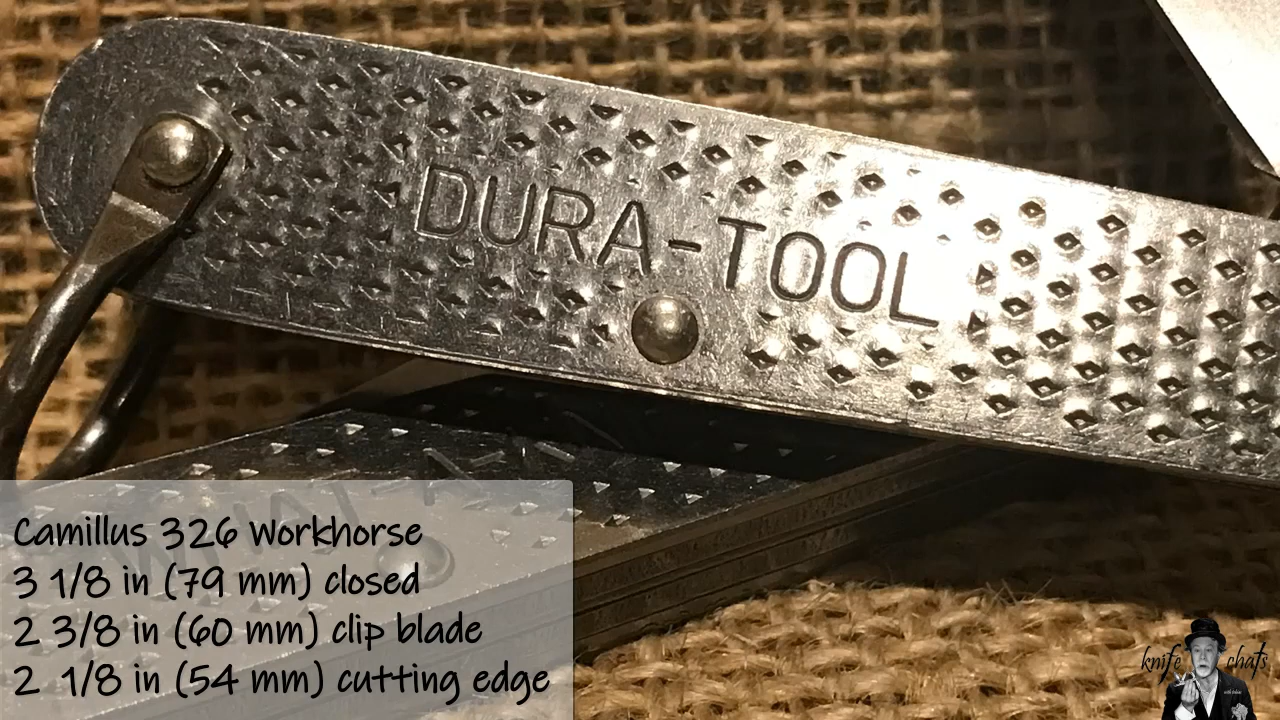 DURA-TOOL
Camillus 326 Workhorse
3 1/8 in (79 mm) closed
2 3/8 in (60 mm) clip blade
2 1/8 in (54 mm) cutting edge
knife chats